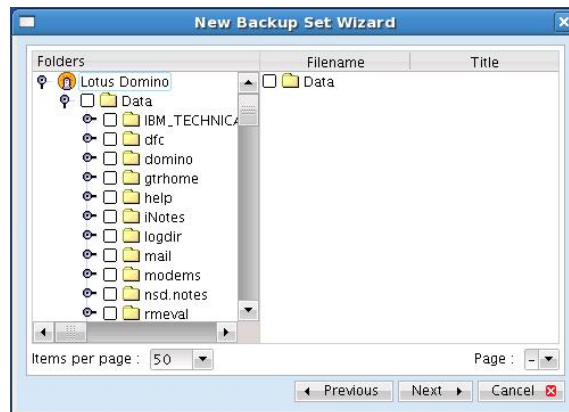 New Backup Set Wizard
Folders
Filename Title
Lotus Domino
Data
IBM_TECHNICA
dfc
domino
gtrhome
help
iNotes
logdir
mail
modems
nsd.notes
rmeval
Data
Items per page : 50
Page : -
Previous Next Cancel